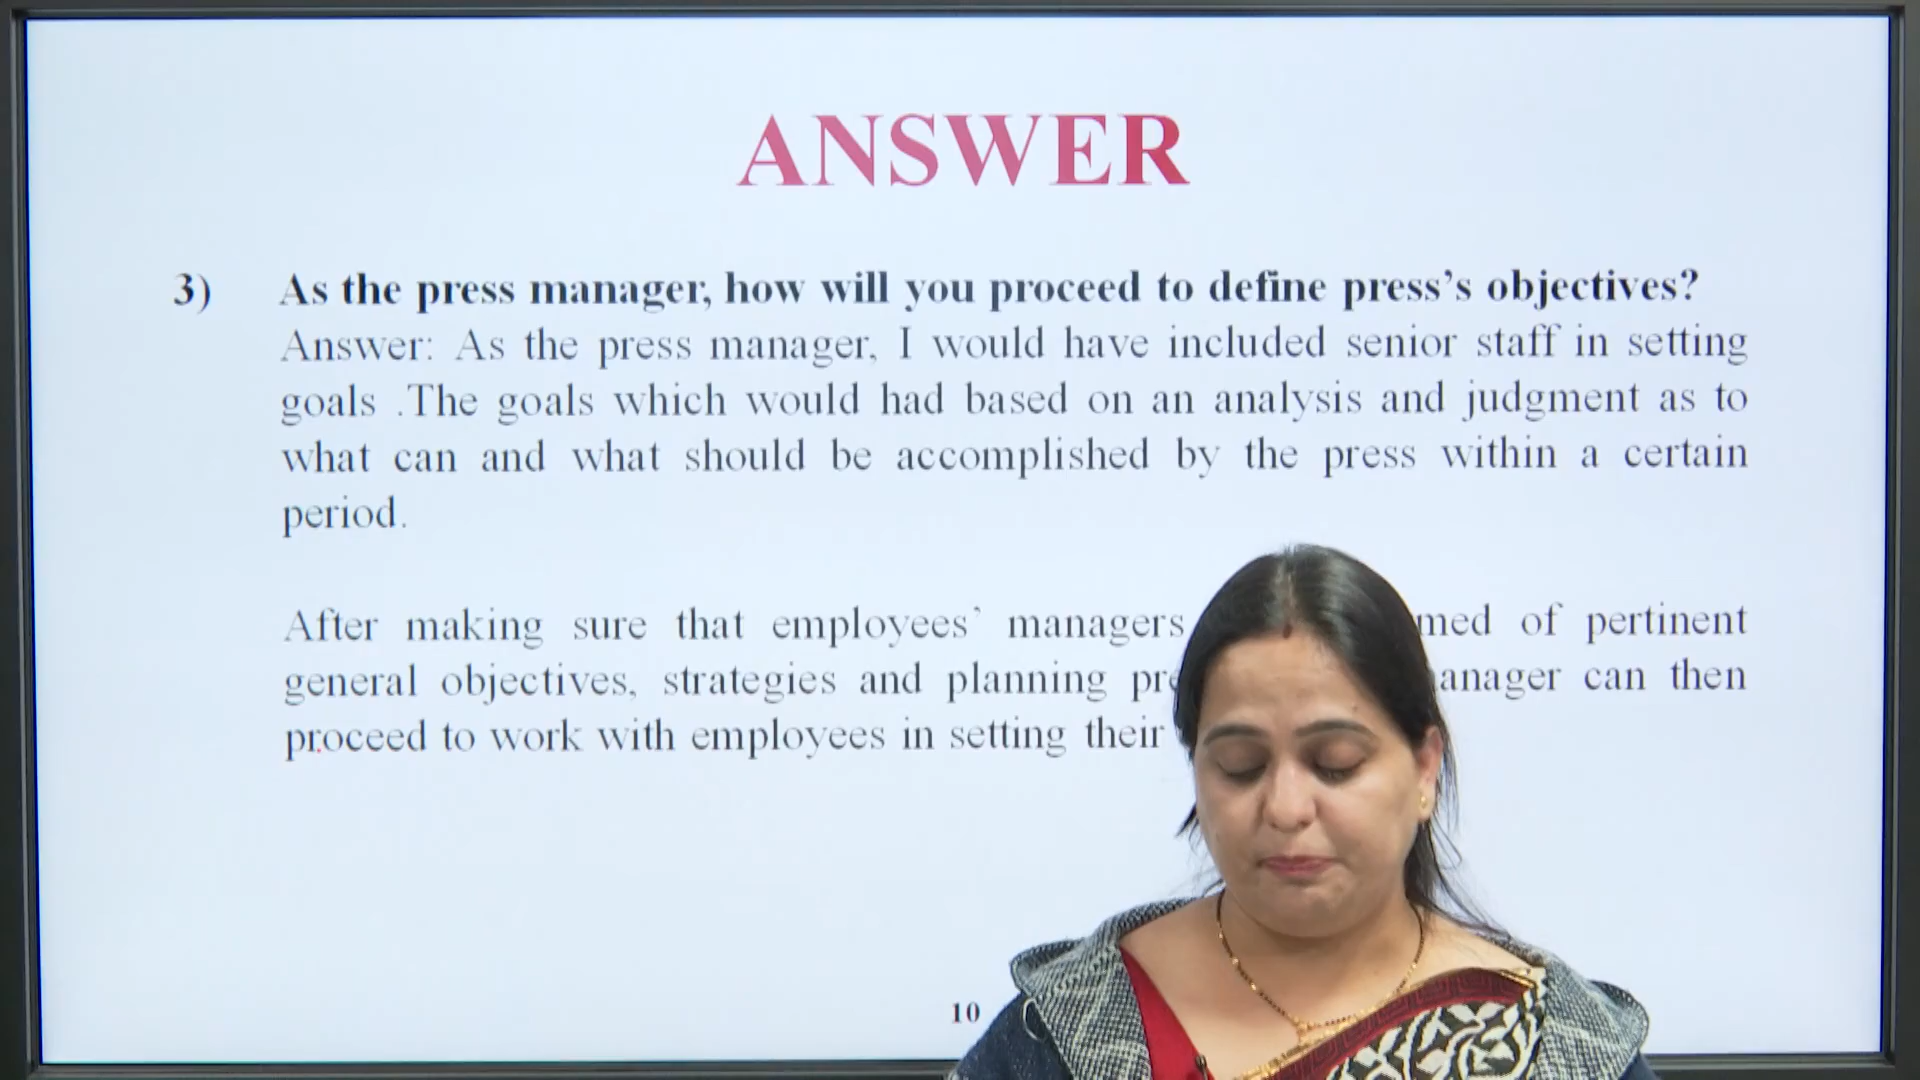 ANSWER
3) As the press manager, how will you proceed to define press's objectives?
Answer: As the press manager, I would have included senior staff in setting
goals .The goals which would had based on an analysis and judgment as to
what can and what should be accomplished by the press within a certain
period.
After making sure that employees` managers of pertinent
general objectives, strategies and planning can then
proceed to work with employees in setting their
10